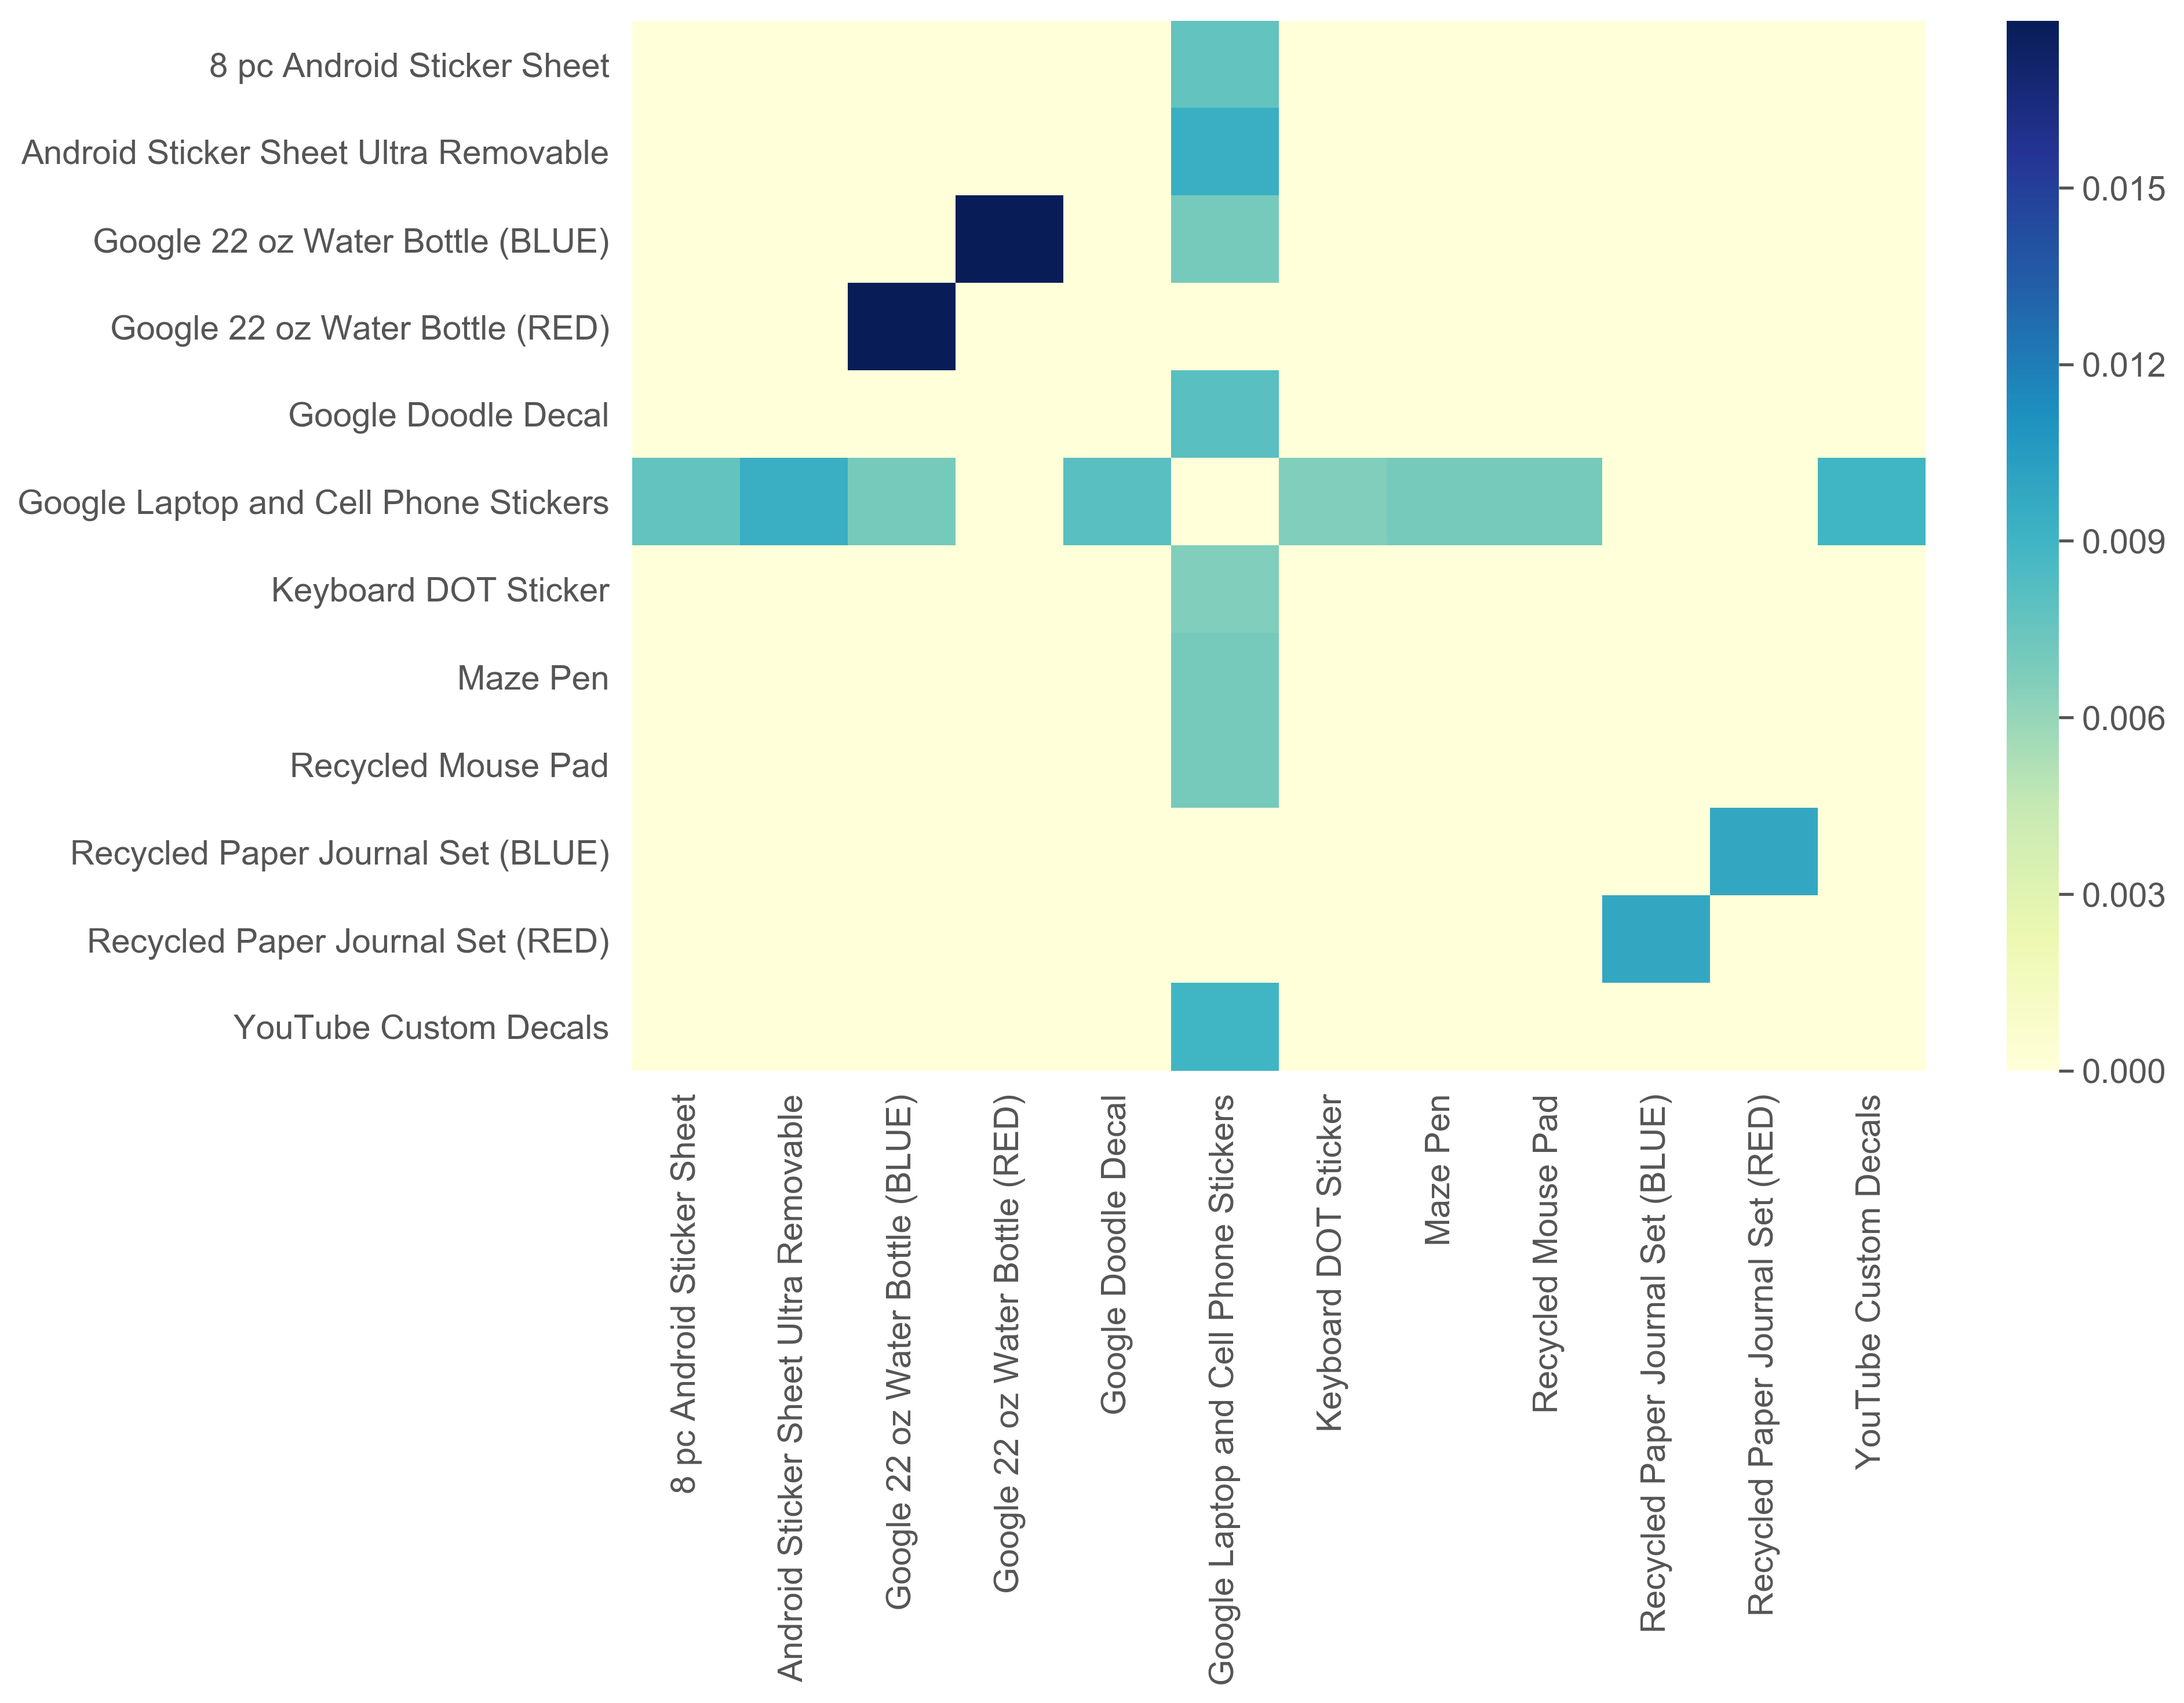 8 pc Android Sticker Sheet
Android Sticker Sheet Ultra Removable
Google 22 oz Water Bottle (BLUE)
Google 22 oz Water Bottle (RED)
Google Doodle Decal
Google Laptop and Cell Phone Stickers
Keyboard DOT Sticker
Maze Pen
Recycled Mouse Pad
Recycled Paper Journal Set (BLUE)
Recycled Paper Journal Set (RED)
YouTube Custom Decals
8 pc Android Sticker Sheet
Android Sticker Sheet Ultra Removable
Google 22 oz Water Bottle (BLUE)
Google 22 oz Water Bottle (RED)
Google Doodle Decal
Google Laptop and Cell Phone Stickers
Keyboard DOT Sticker
Maze Pen
Recycled Mouse Pad
Recycled Paper Journal Set (BLUE)
Recycled Paper Journal Set (RED)
YouTube Custom Decals
0.015
0.012
0.009
0.006
0.003
0.000